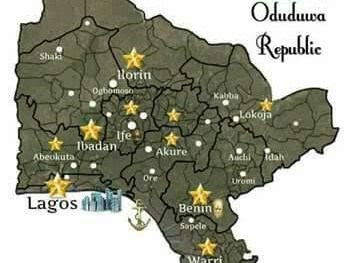 Oduduwa
Republic
Shaki
Ilorin
Ogbomoso
Kabba
Lokoja
Ife
Ibadan
Abeokuta
Akure
Auchi
Idah
Ore
Uromi
Lagos
Benin
Sapele
Warri